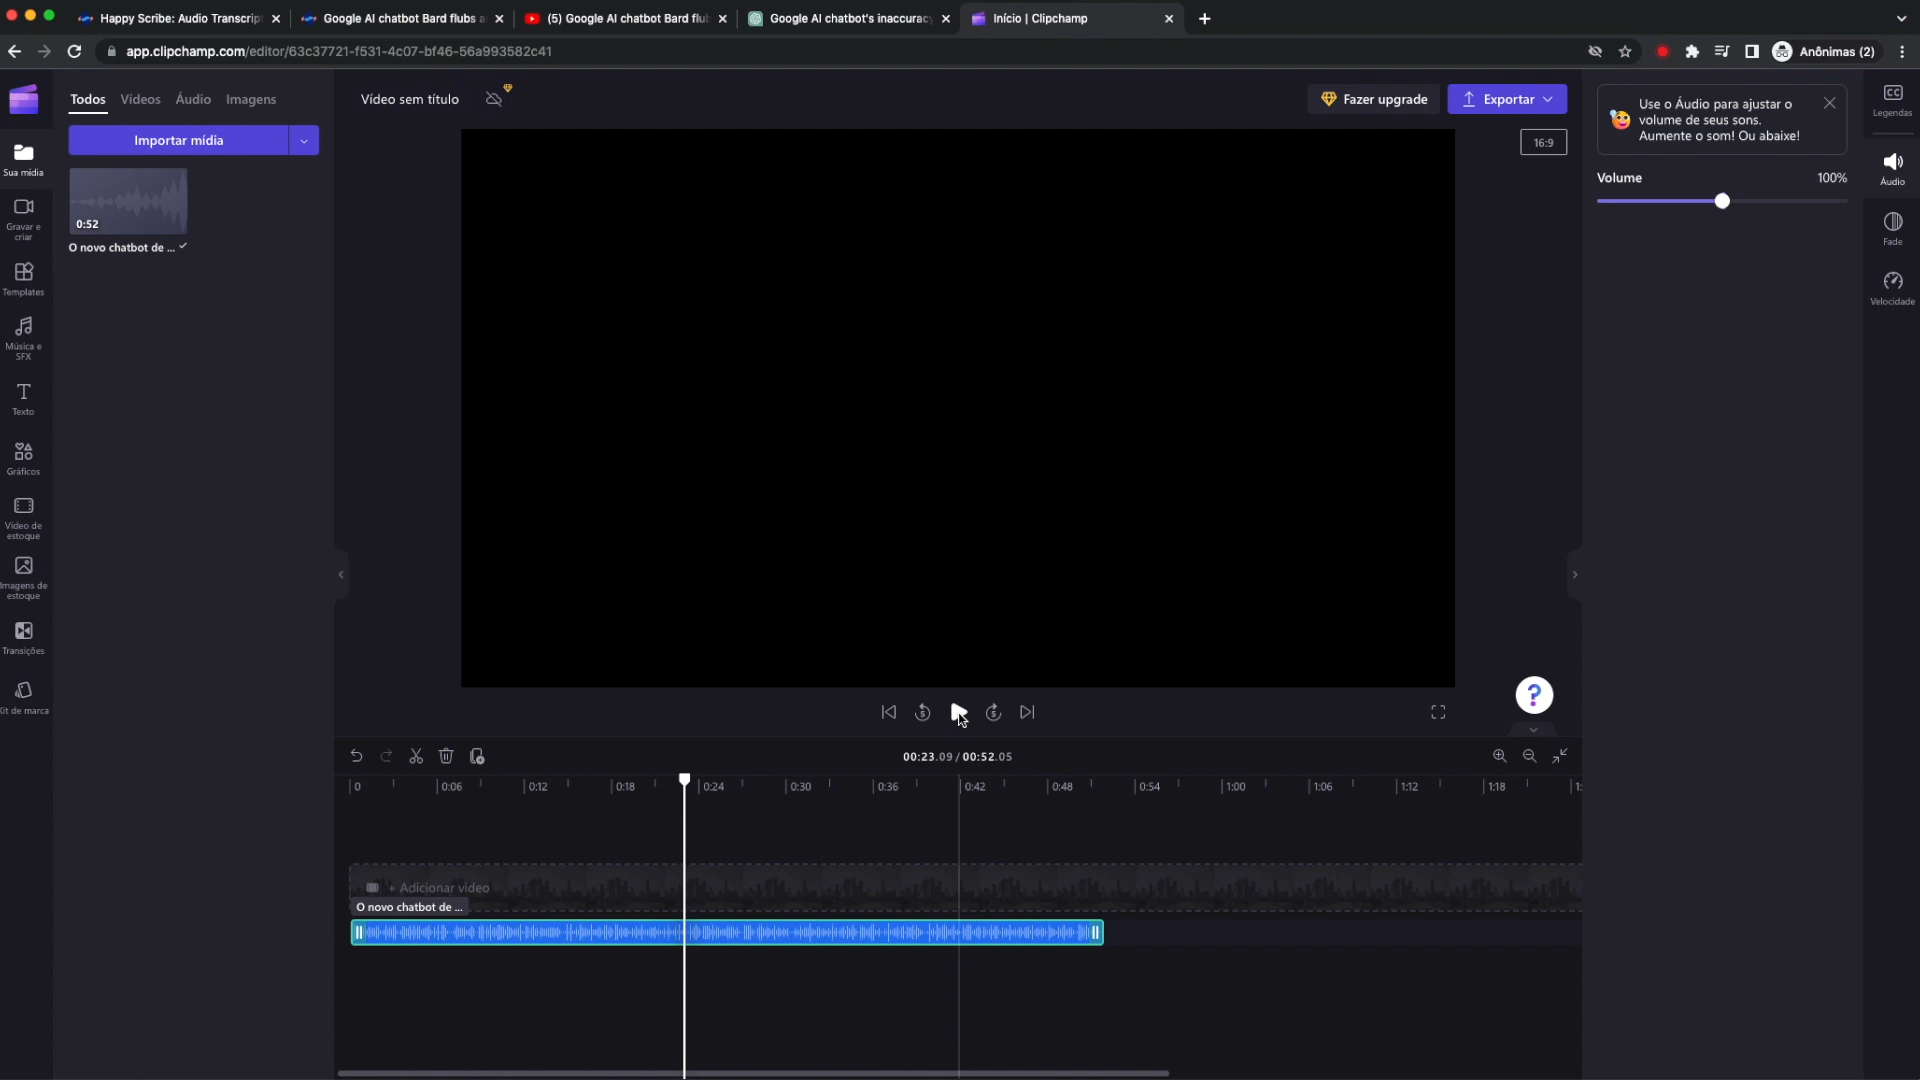 Happy Scribe: Audio Transcript
Google AI chatbot Bard flubs a
(5) Google AI chatbot Bard flu
Google AI chatbot's inaccuracy
Início | Clipchamp
app.clipchamp.com/editor/63c37721-f531-4c07-bf46-56a993582c41
Anônimas (2)
Todos
Vídeos
Áudio
Imagens
Importar mídia
0:52
O novo chatbot de ...
Sua mídia
Gravar e
criar
Templates
Música e
SFX
Texto
Gráficos
Vídeo de
estoque
Imagens de
estoque
Transições
Kit de marca
Vídeo sem título
Fazer upgrade
Exportar
16:9
Use o Áudio para ajustar o
volume de seus sons.
Aumente o som! Ou abaixe!
Volume
100%
CC
Legendas
Áudio
Fade
Velocidade
5
5
?
00:23.09 / 00:52.05
0
0:06
0:12
0:18
0:24
0:30
0:36
0:42
0:48
0:54
1:00
1:06
1:12
1:18
1:
+ Adicionar vídeo
O novo chatbot de ...